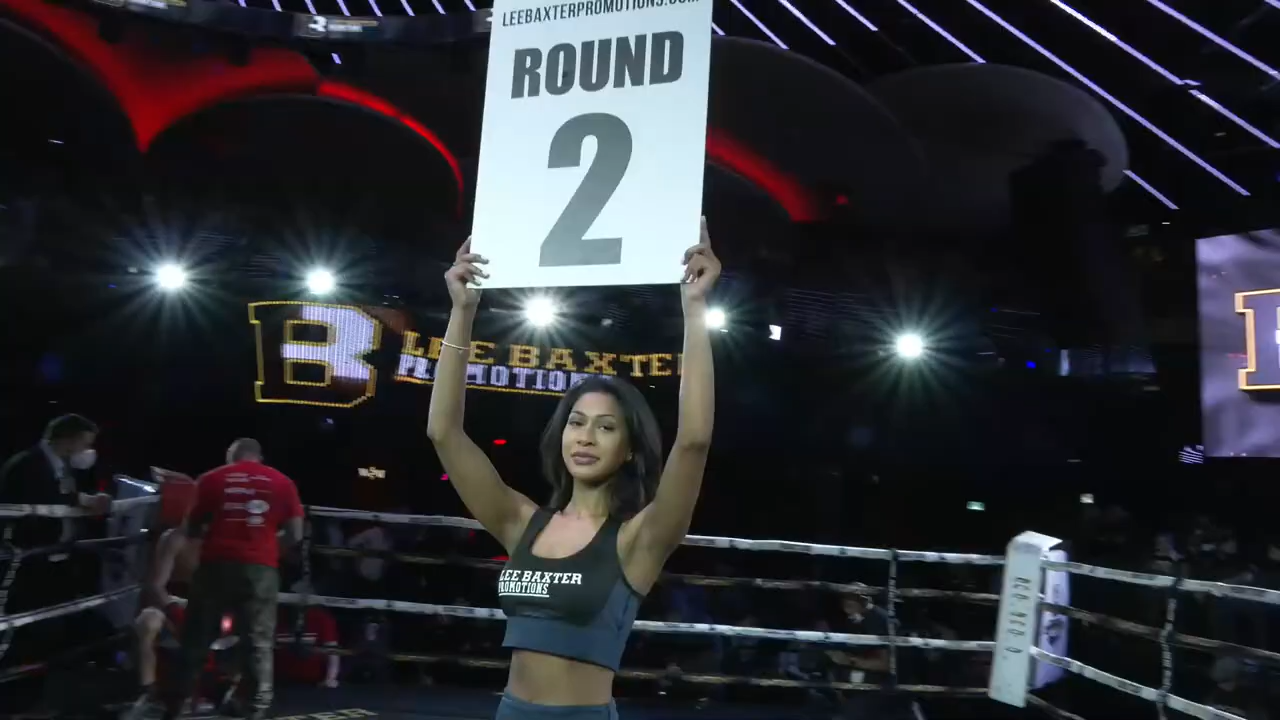 LEEBAXTERPROMOTIONS.COM
ROUND
2
B
LEE BAXTER
PROMOTIONS
LEE BAXTER
PROMOTIONS